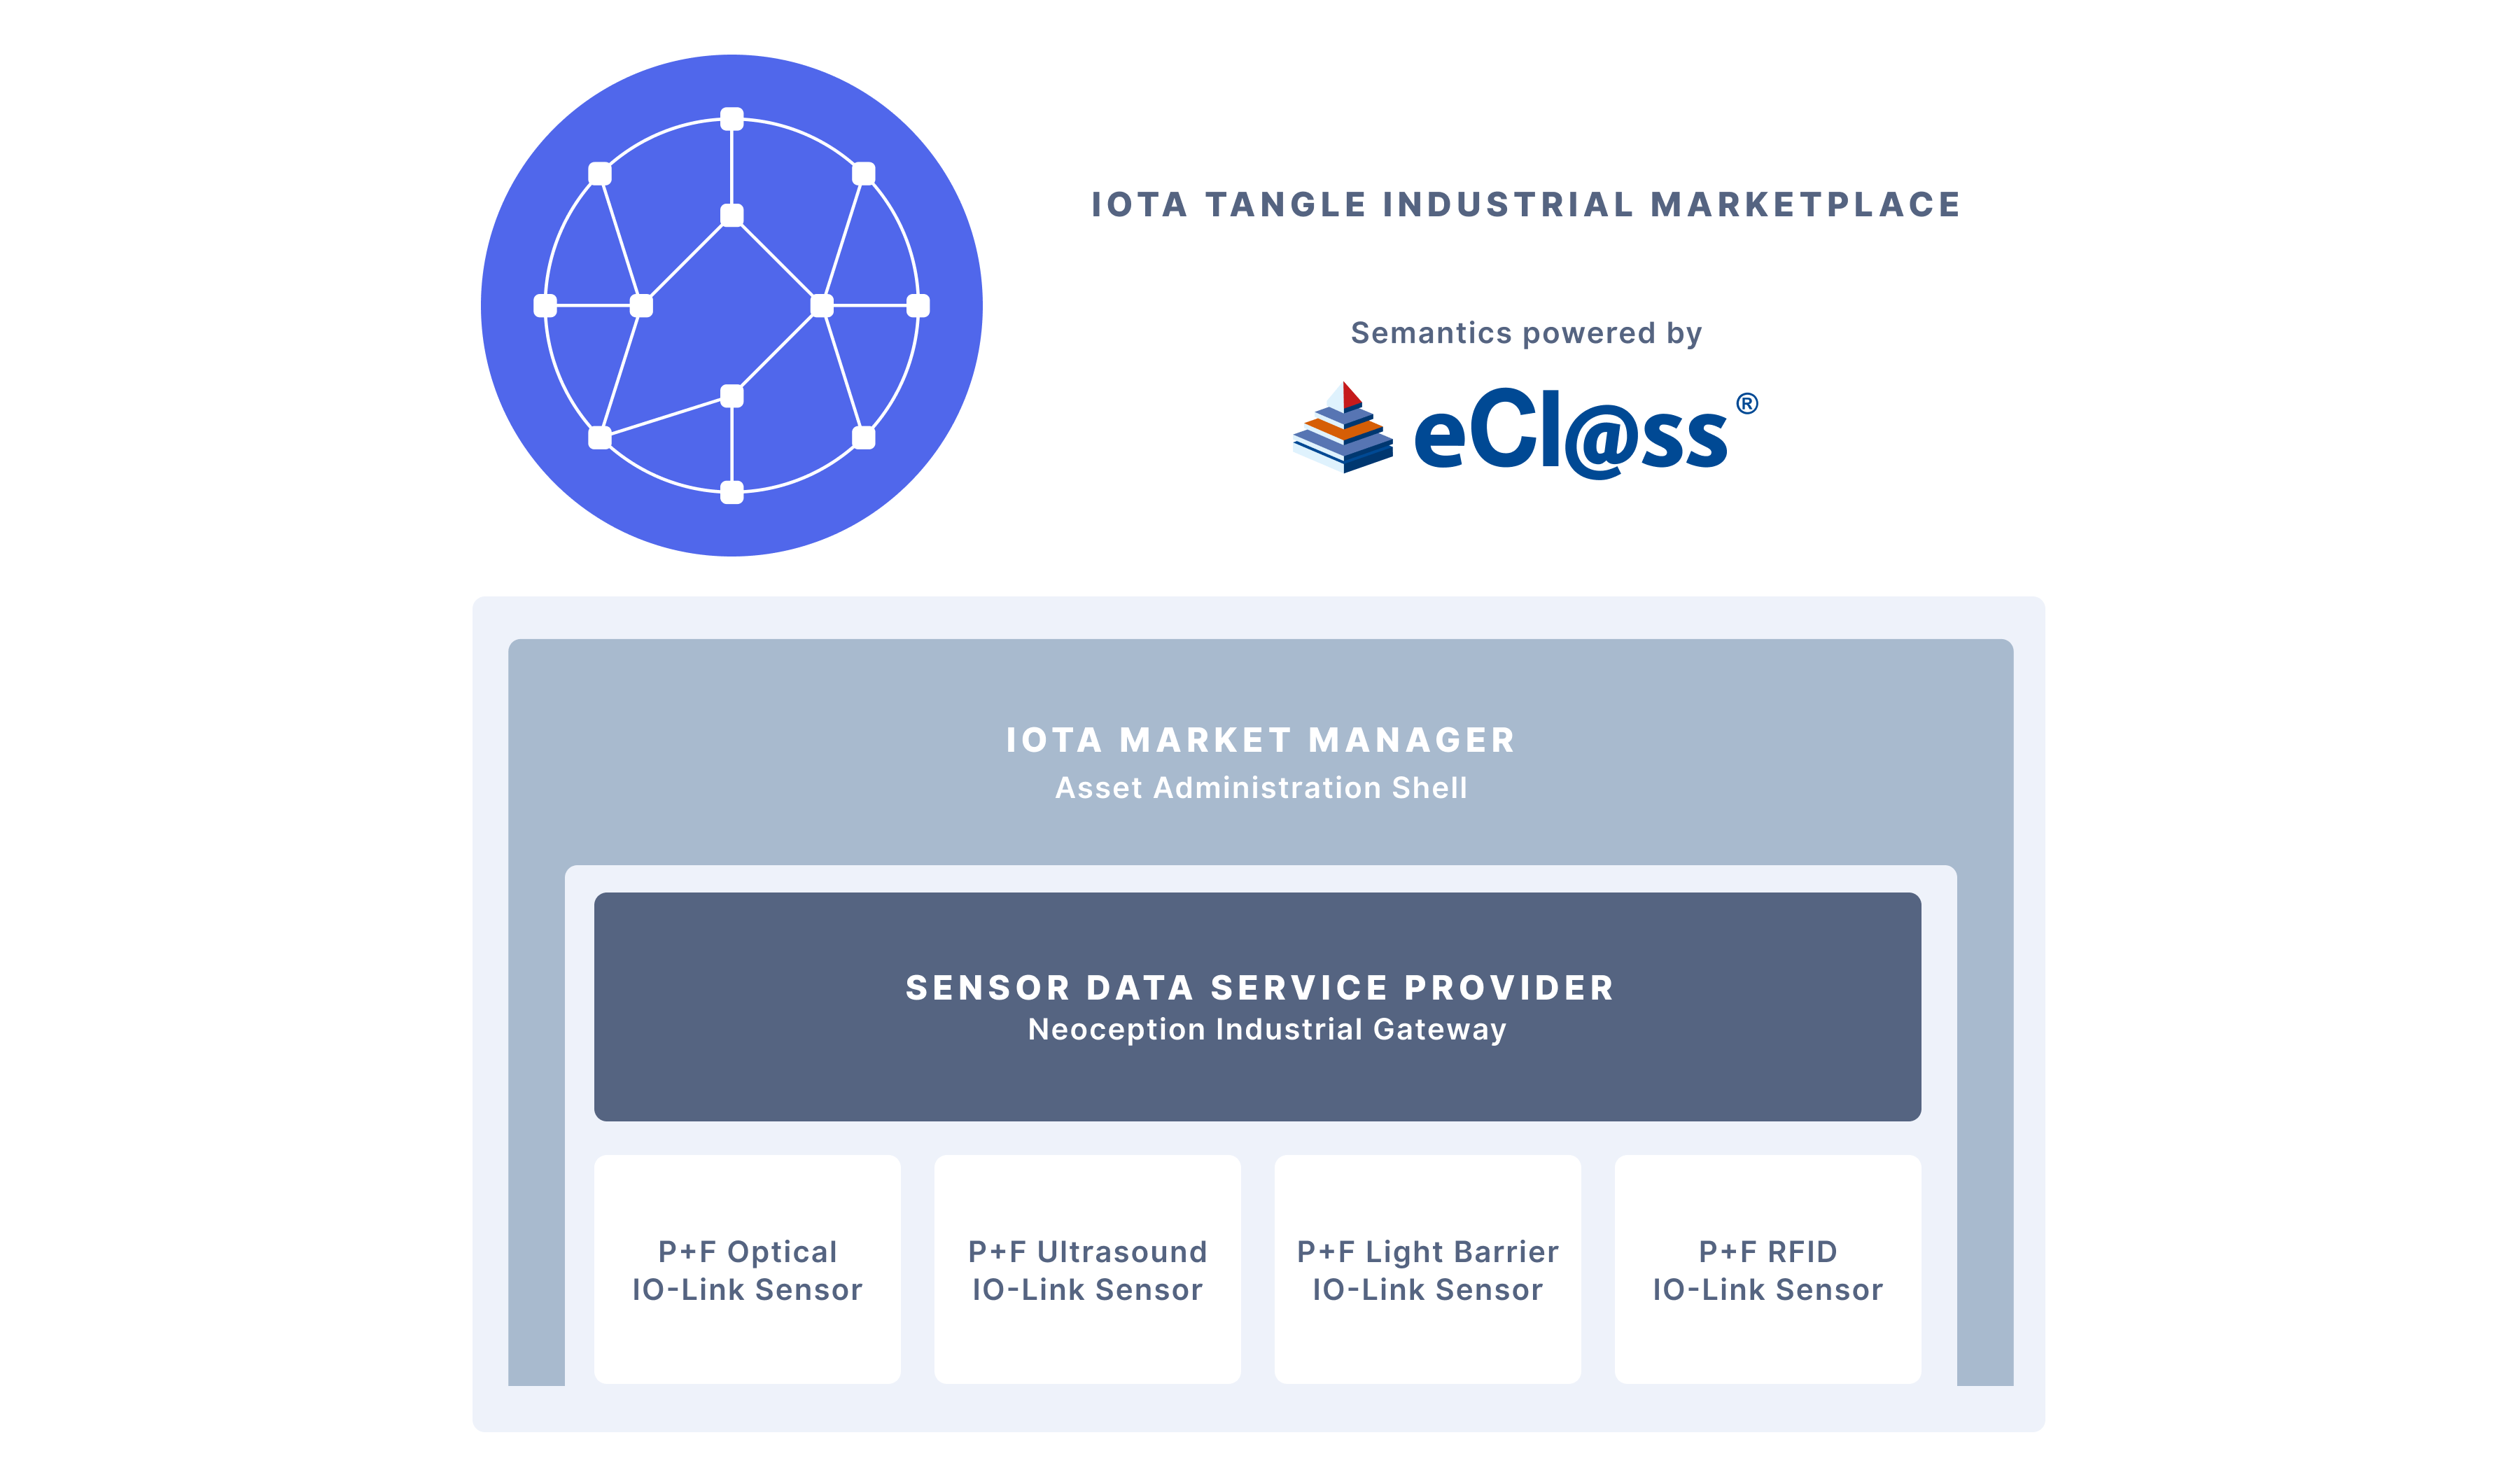 IOTA TANGLE INDUSTRIAL MARKETPLACE
Semantics powered by
eCl@ss®
IOTA MARKET MANAGER
Asset Administration Shell
SENSOR DATA SERVICE PROVIDER
Neoception Industrial Gateway
P+F Optical
IO-Link Sensor
P+F Ultrasound
IO-Link Sensor
P+F Light Barrier
IO-Link Sensor
P+F RFID
IO-Link Sensor